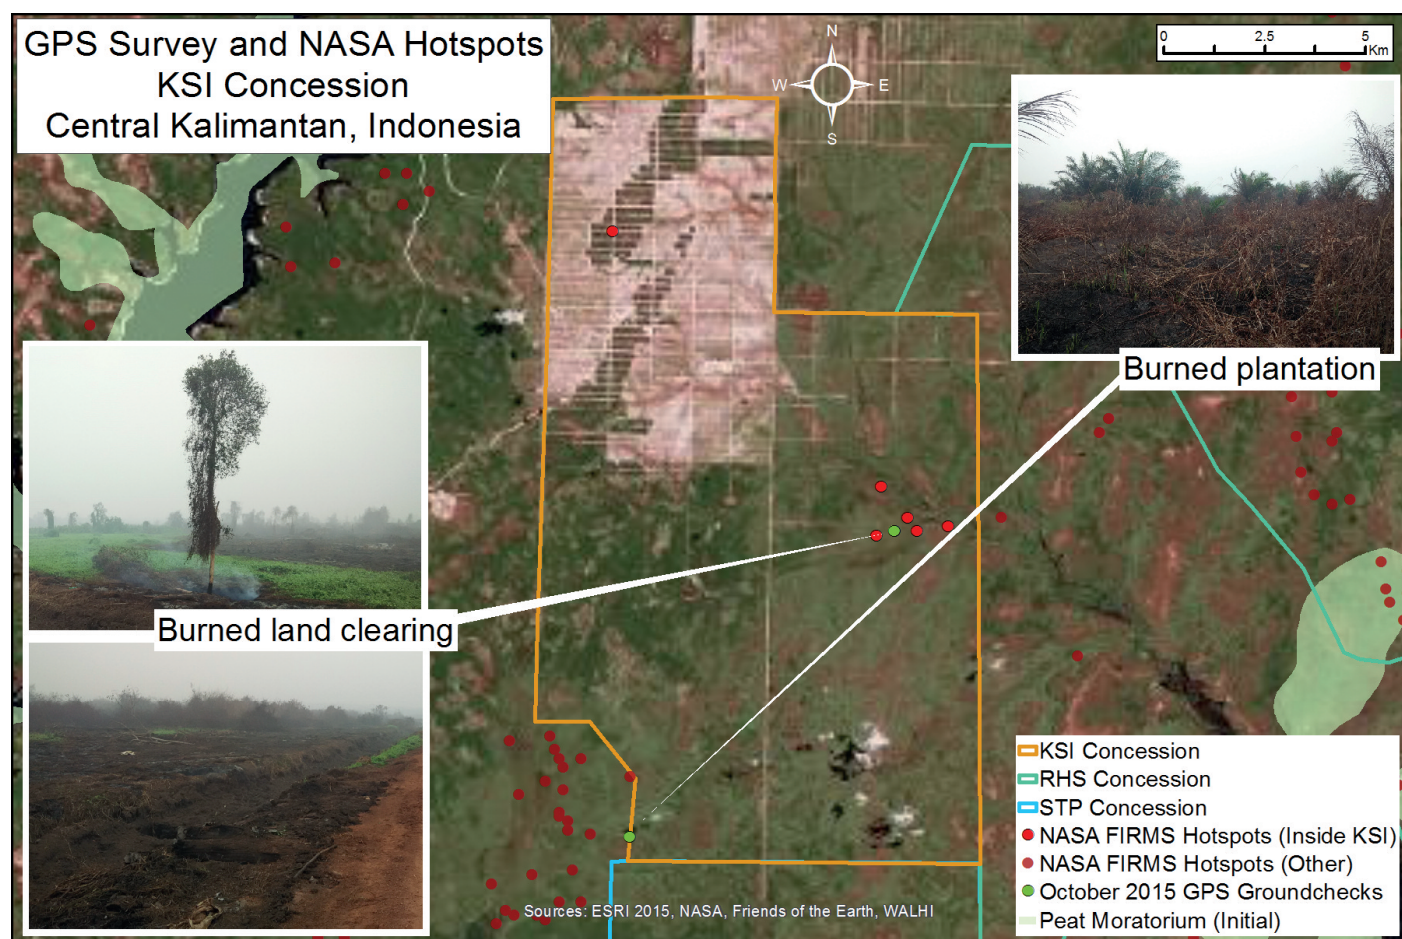 GPS Survey and NASA Hotspots
KSI Concession
Central Kalimantan, Indonesia
N
W
E
S
0
2.5
5
Km
Burned plantation
Burned land clearing
KSI Concession
RHS Concession
STP Concession
NASA FIRMS Hotspots (Inside KSI)
NASA FIRMS Hotspots (Other)
October 2015 GPS Groundchecks
Peat Moratorium (Initial)
Sources: ESRI 2015, NASA, Friends of the Earth, WALHI